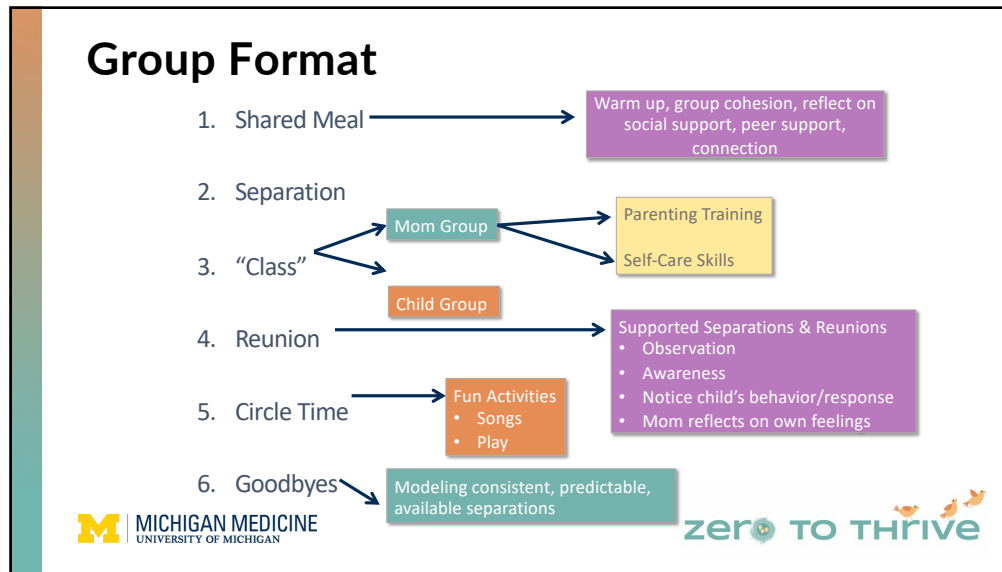 Group Format
1. Shared Meal
Warm up, group cohesion, reflect on
social support, peer support,
connection
2. Separation
Mom Group
Parenting Training
Self-Care Skills
3. “Class”
Child Group
4. Reunion
Supported Separations & Reunions
• Observation
• Awareness
• Notice child’s behavior/response
• Mom reflects on own feelings
5. Circle Time
Fun Activities
• Songs
• Play
6. Goodbyes
Modeling consistent, predictable,
available separations
M MICHIGAN MEDICINE
UNIVERSITY OF MICHIGAN
zero TO THrive